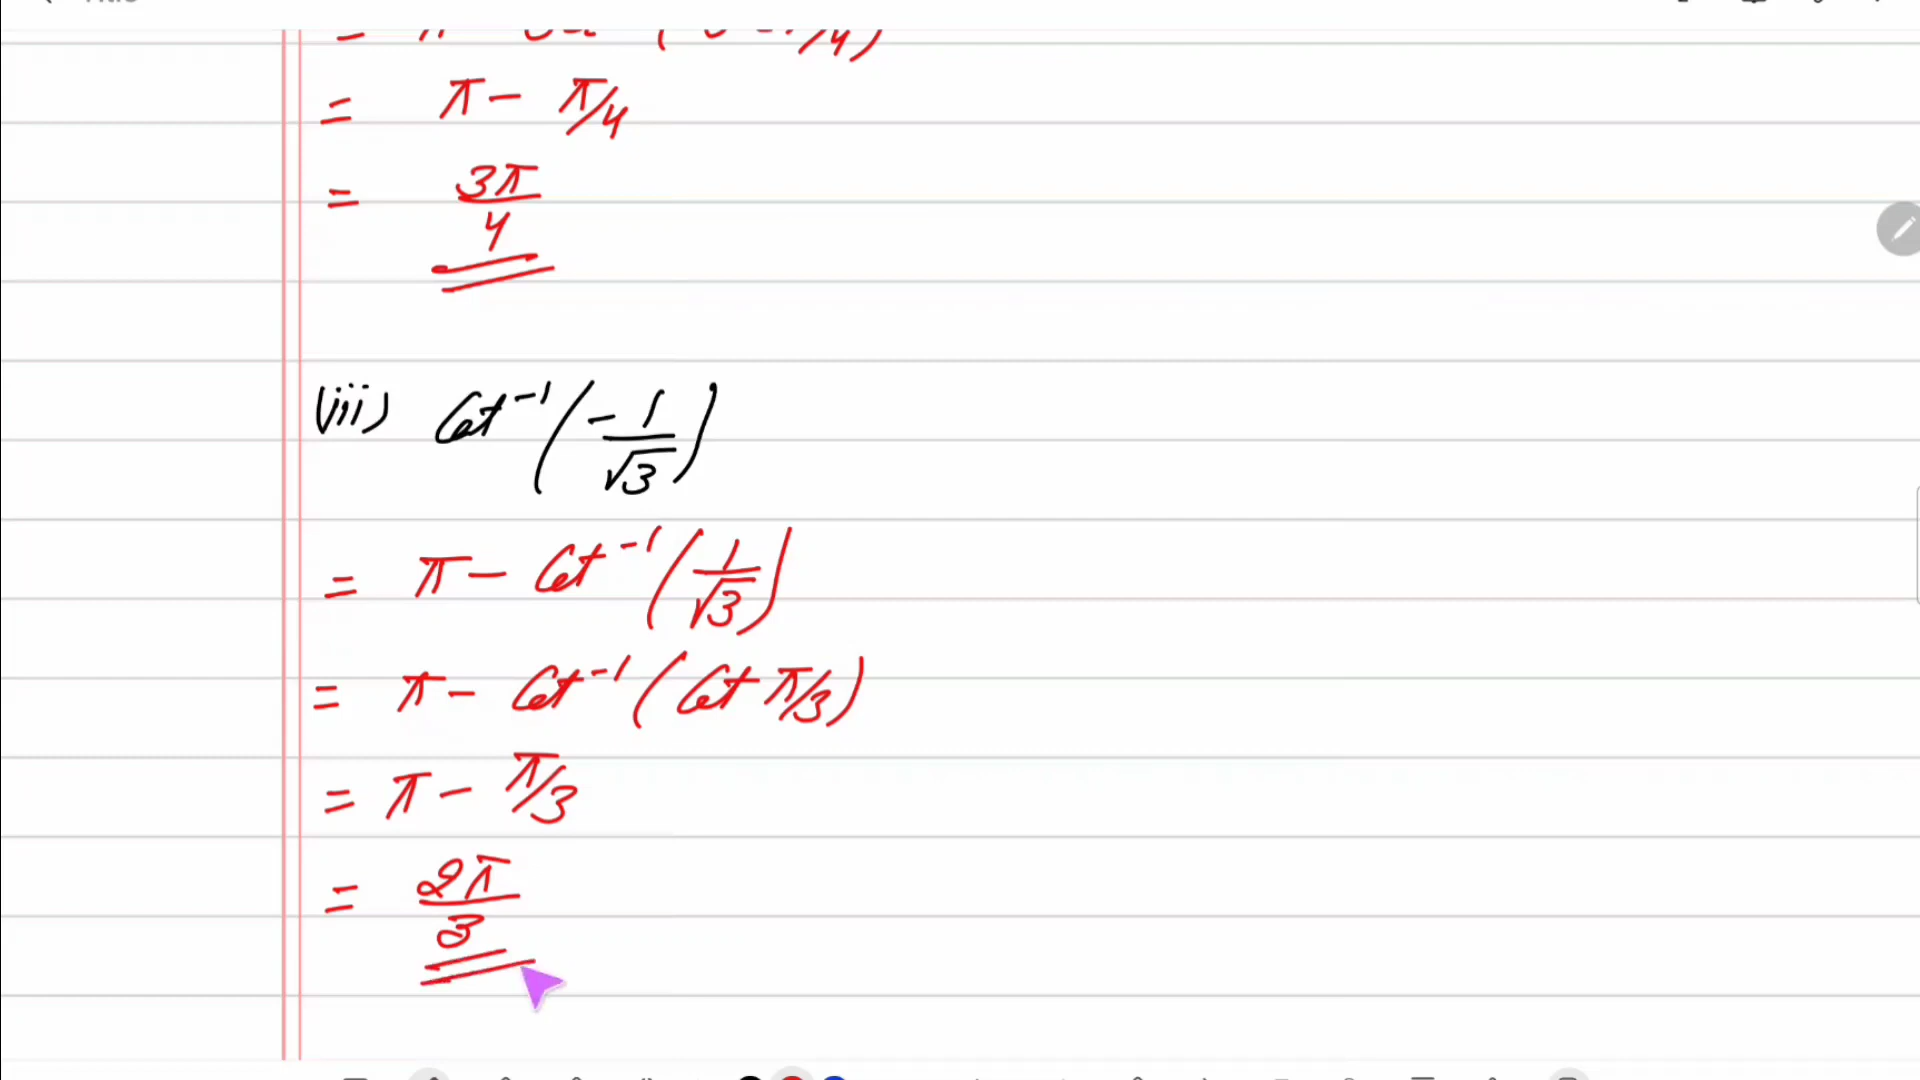 = π - π/4
= 3π/4
(iii) Cot⁻¹(-1/√3)
= π - Cot⁻¹(1/√3)
= π - Cot⁻¹(Cot π/3)
= π - π/3
= 2π/3